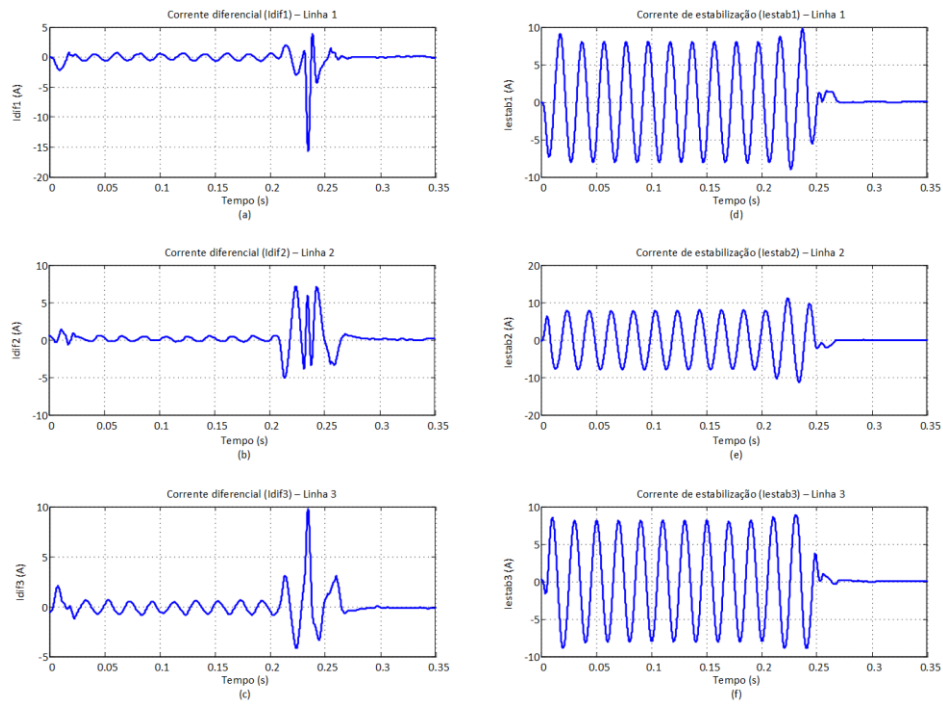 Corrente diferencial (Idif1) – Linha 1
Idif1 (A)
5
0
-5
-10
-15
-20
0 0.05 0.1 0.15 0.2 0.25 0.3 0.35
Tempo (s)
(a)
Corrente de estabilização (Iestab1) – Linha 1
Iestab1 (A)
10
5
0
-5
-10
0 0.05 0.1 0.15 0.2 0.25 0.3 0.35
Tempo (s)
(d)
Corrente diferencial (Idif2) – Linha 2
Idif2 (A)
10
5
0
-5
-10
0 0.05 0.1 0.15 0.2 0.25 0.3 0.35
Tempo (s)
(b)
Corrente de estabilização (Iestab2) – Linha 2
Iestab2 (A)
20
10
0
-10
-20
0 0.05 0.1 0.15 0.2 0.25 0.3 0.35
Tempo (s)
(e)
Corrente diferencial (Idif3) – Linha 3
Idif3 (A)
10
5
0
-5
0 0.05 0.1 0.15 0.2 0.25 0.3 0.35
Tempo (s)
(c)
Corrente de estabilização (Iestab3) – Linha 3
Iestab3 (A)
10
5
0
-5
-10
0 0.05 0.1 0.15 0.2 0.25 0.3 0.35
Tempo (s)
(f)